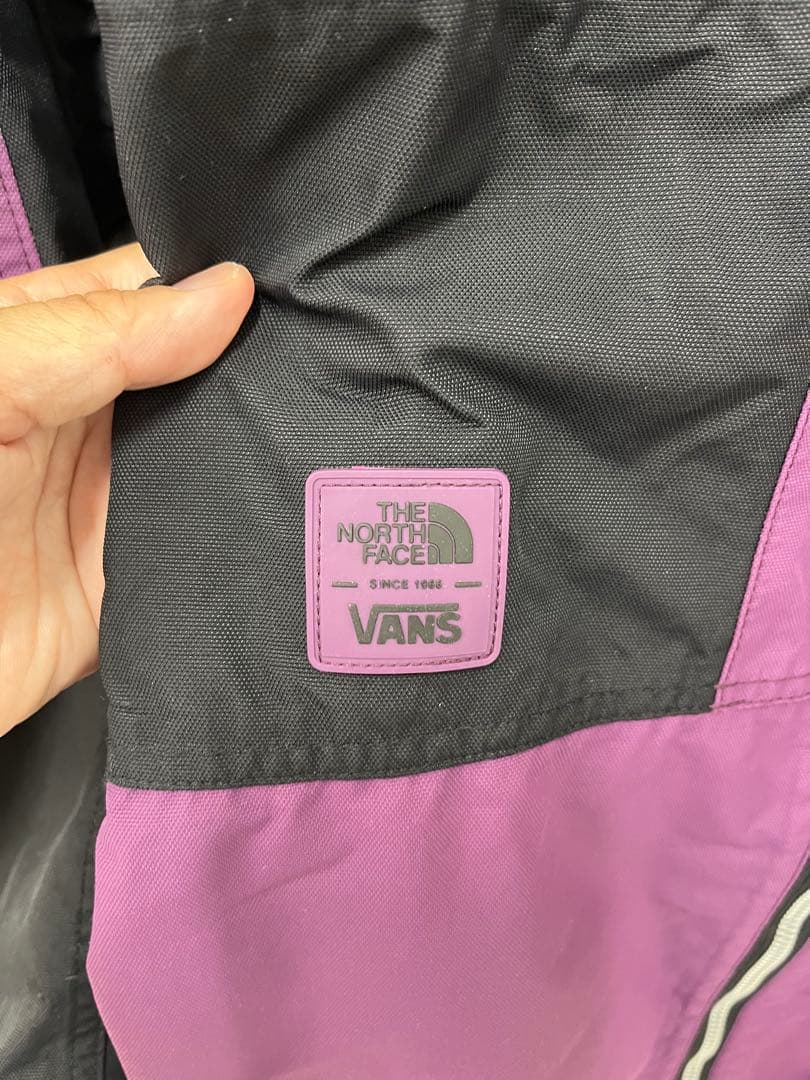 THE
NORTH
FACE
SINCE 1966
VANS